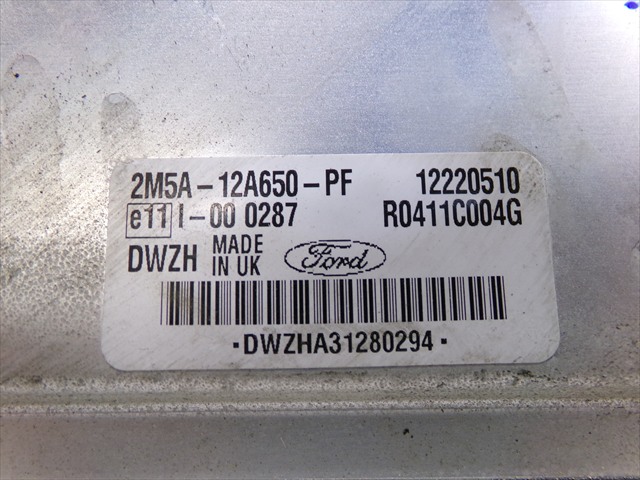 2M5A-12A650-PF 12220510
e11 I-00 0287 R0411C004G
DWZH MADE IN UK Ford
·DWZHA31280294·